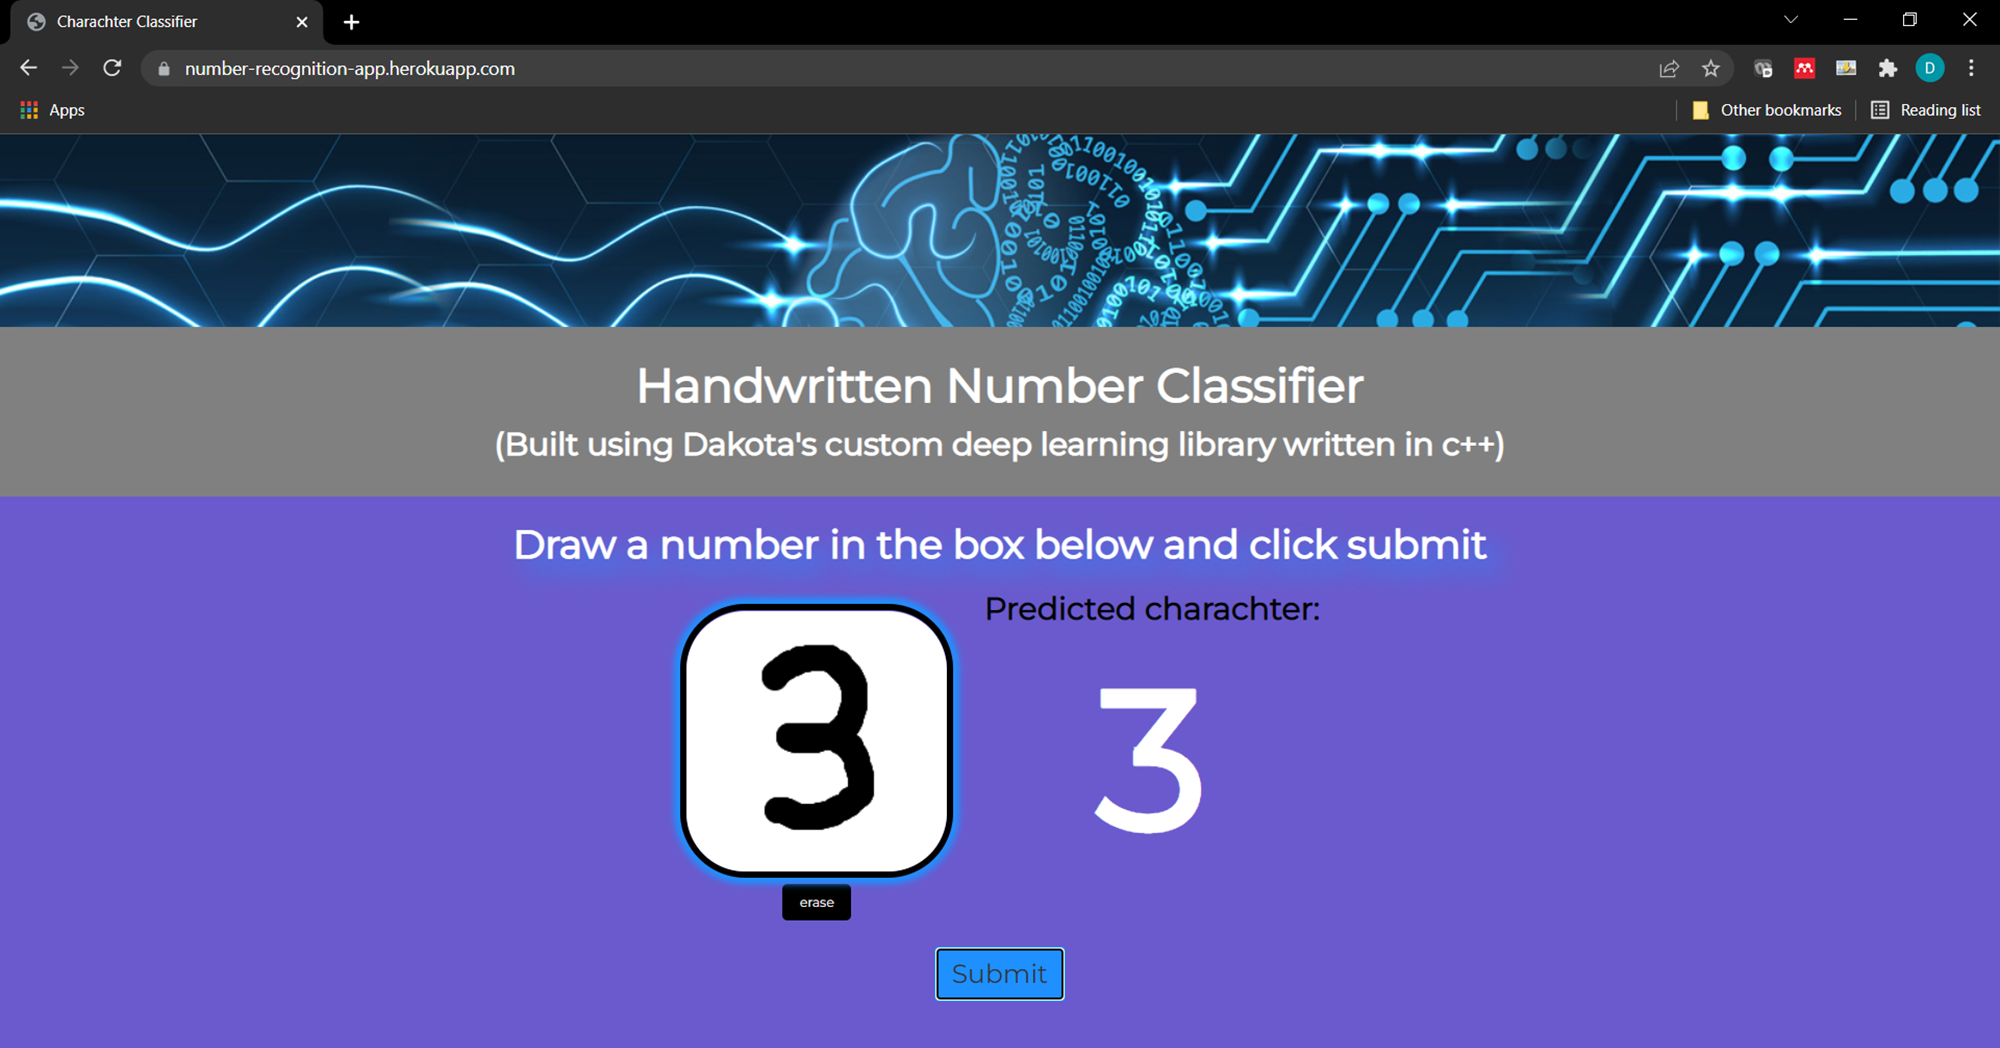 Charachter Classifier
number-recognition-app.herokuapp.com
D
Apps
Other bookmarks
Reading list
Handwritten Number Classifier
(Built using Dakota's custom deep learning library written in c++)
Draw a number in the box below and click submit
Predicted charachter:
3
3
erase
Submit